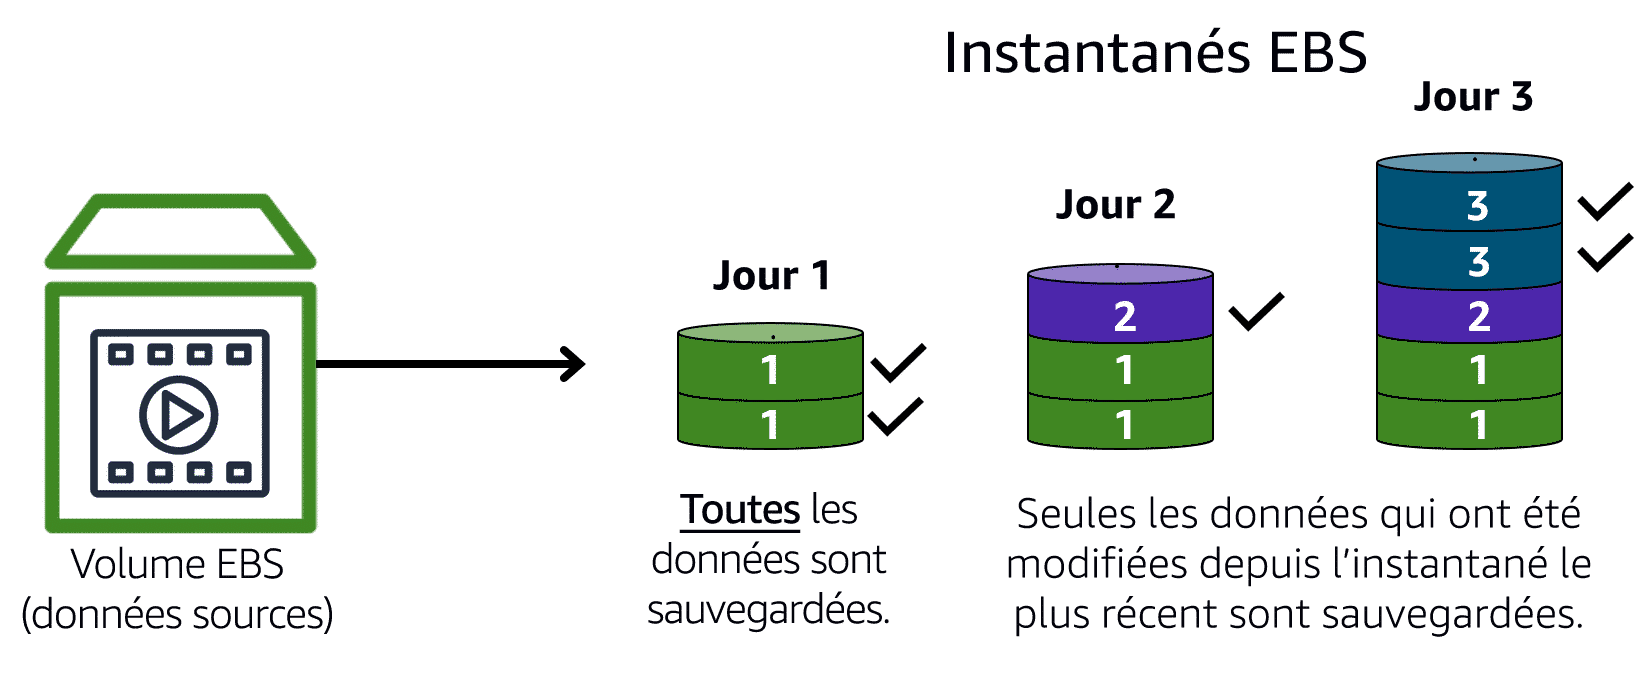 Instantanés EBS
Jour 1
1
1
Jour 2
2
1
1
Jour 3
3
3
2
1
1
Volume EBS
(données sources)
Toutes les
données sont
sauvegardées.
Seules les données qui ont été
modifiées depuis l’instantané le
plus récent sont sauvegardées.